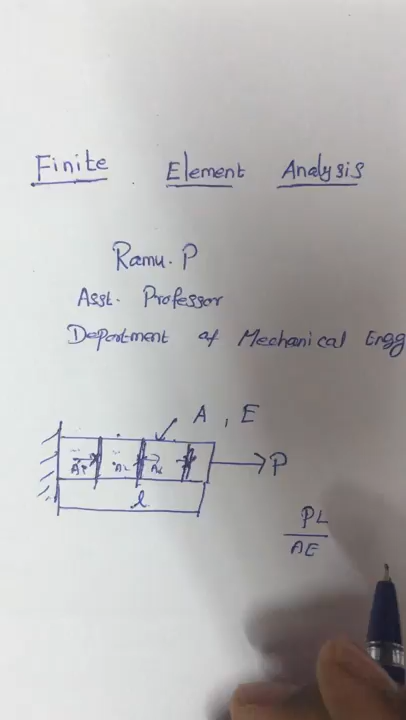 Finite Element Analysis
Ramu. P
Asst. Professor
Department of Mechanical Engg
A, E
P
l
PL
AE